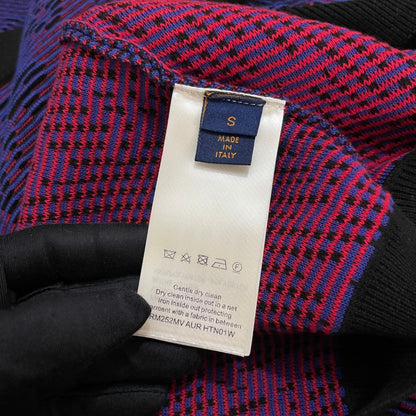 S
MADE
IN
ITALY
Gentle dry clean
Dry clean inside out in a net
Iron inside out protecting
garment with a fabric in between
RM252MV AUR HTN01W